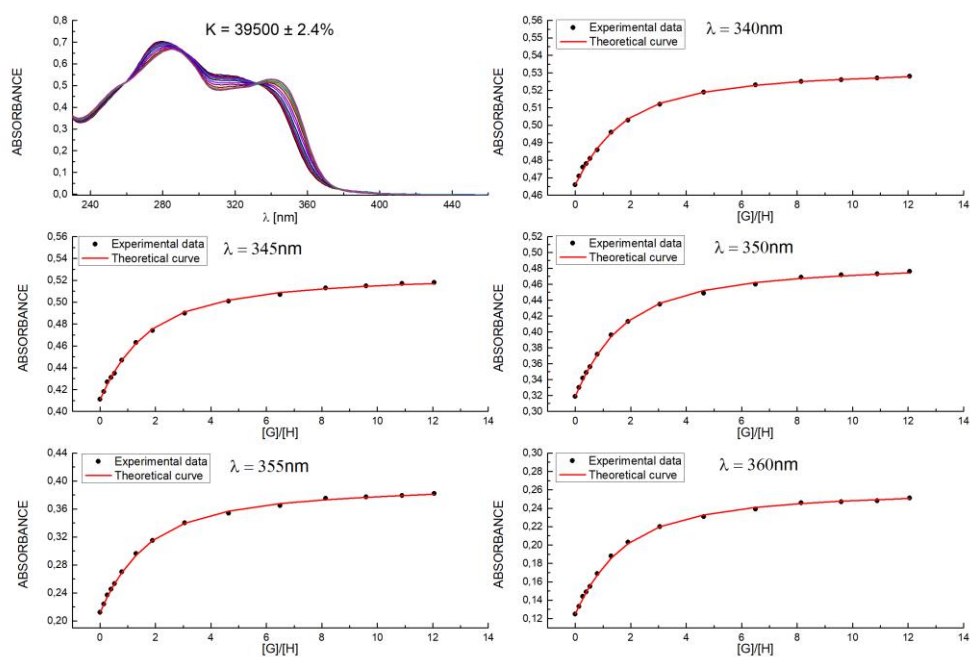 K = 39500 ± 2.4%
ABSORBANCE
0,8
0,7
0,6
0,5
0,4
0,3
0,2
0,1
0,0
240 280 320 360 400 440
λ [nm]
Experimental data
Theoretical curve
λ = 340nm
ABSORBANCE
0,56
0,55
0,54
0,53
0,52
0,51
0,50
0,49
0,48
0,47
0,46
0 2 4 6 8 10 12 14
[G]/[H]
Experimental data
Theoretical curve
λ = 345nm
ABSORBANCE
0,56
0,54
0,52
0,50
0,48
0,46
0,44
0,42
0,40
0 2 4 6 8 10 12 14
[G]/[H]
Experimental data
Theoretical curve
λ = 350nm
ABSORBANCE
0,52
0,50
0,48
0,46
0,44
0,42
0,40
0,38
0,36
0,34
0,32
0,30
0 2 4 6 8 10 12 14
[G]/[H]
Experimental data
Theoretical curve
λ = 355nm
ABSORBANCE
0,44
0,40
0,36
0,32
0,28
0,24
0,20
0 2 4 6 8 10 12 14
[G]/[H]
Experimental data
Theoretical curve
λ = 360nm
ABSORBANCE
0,30
0,28
0,26
0,24
0,22
0,20
0,18
0,16
0,14
0,12
0 2 4 6 8 10 12 14
[G]/[H]